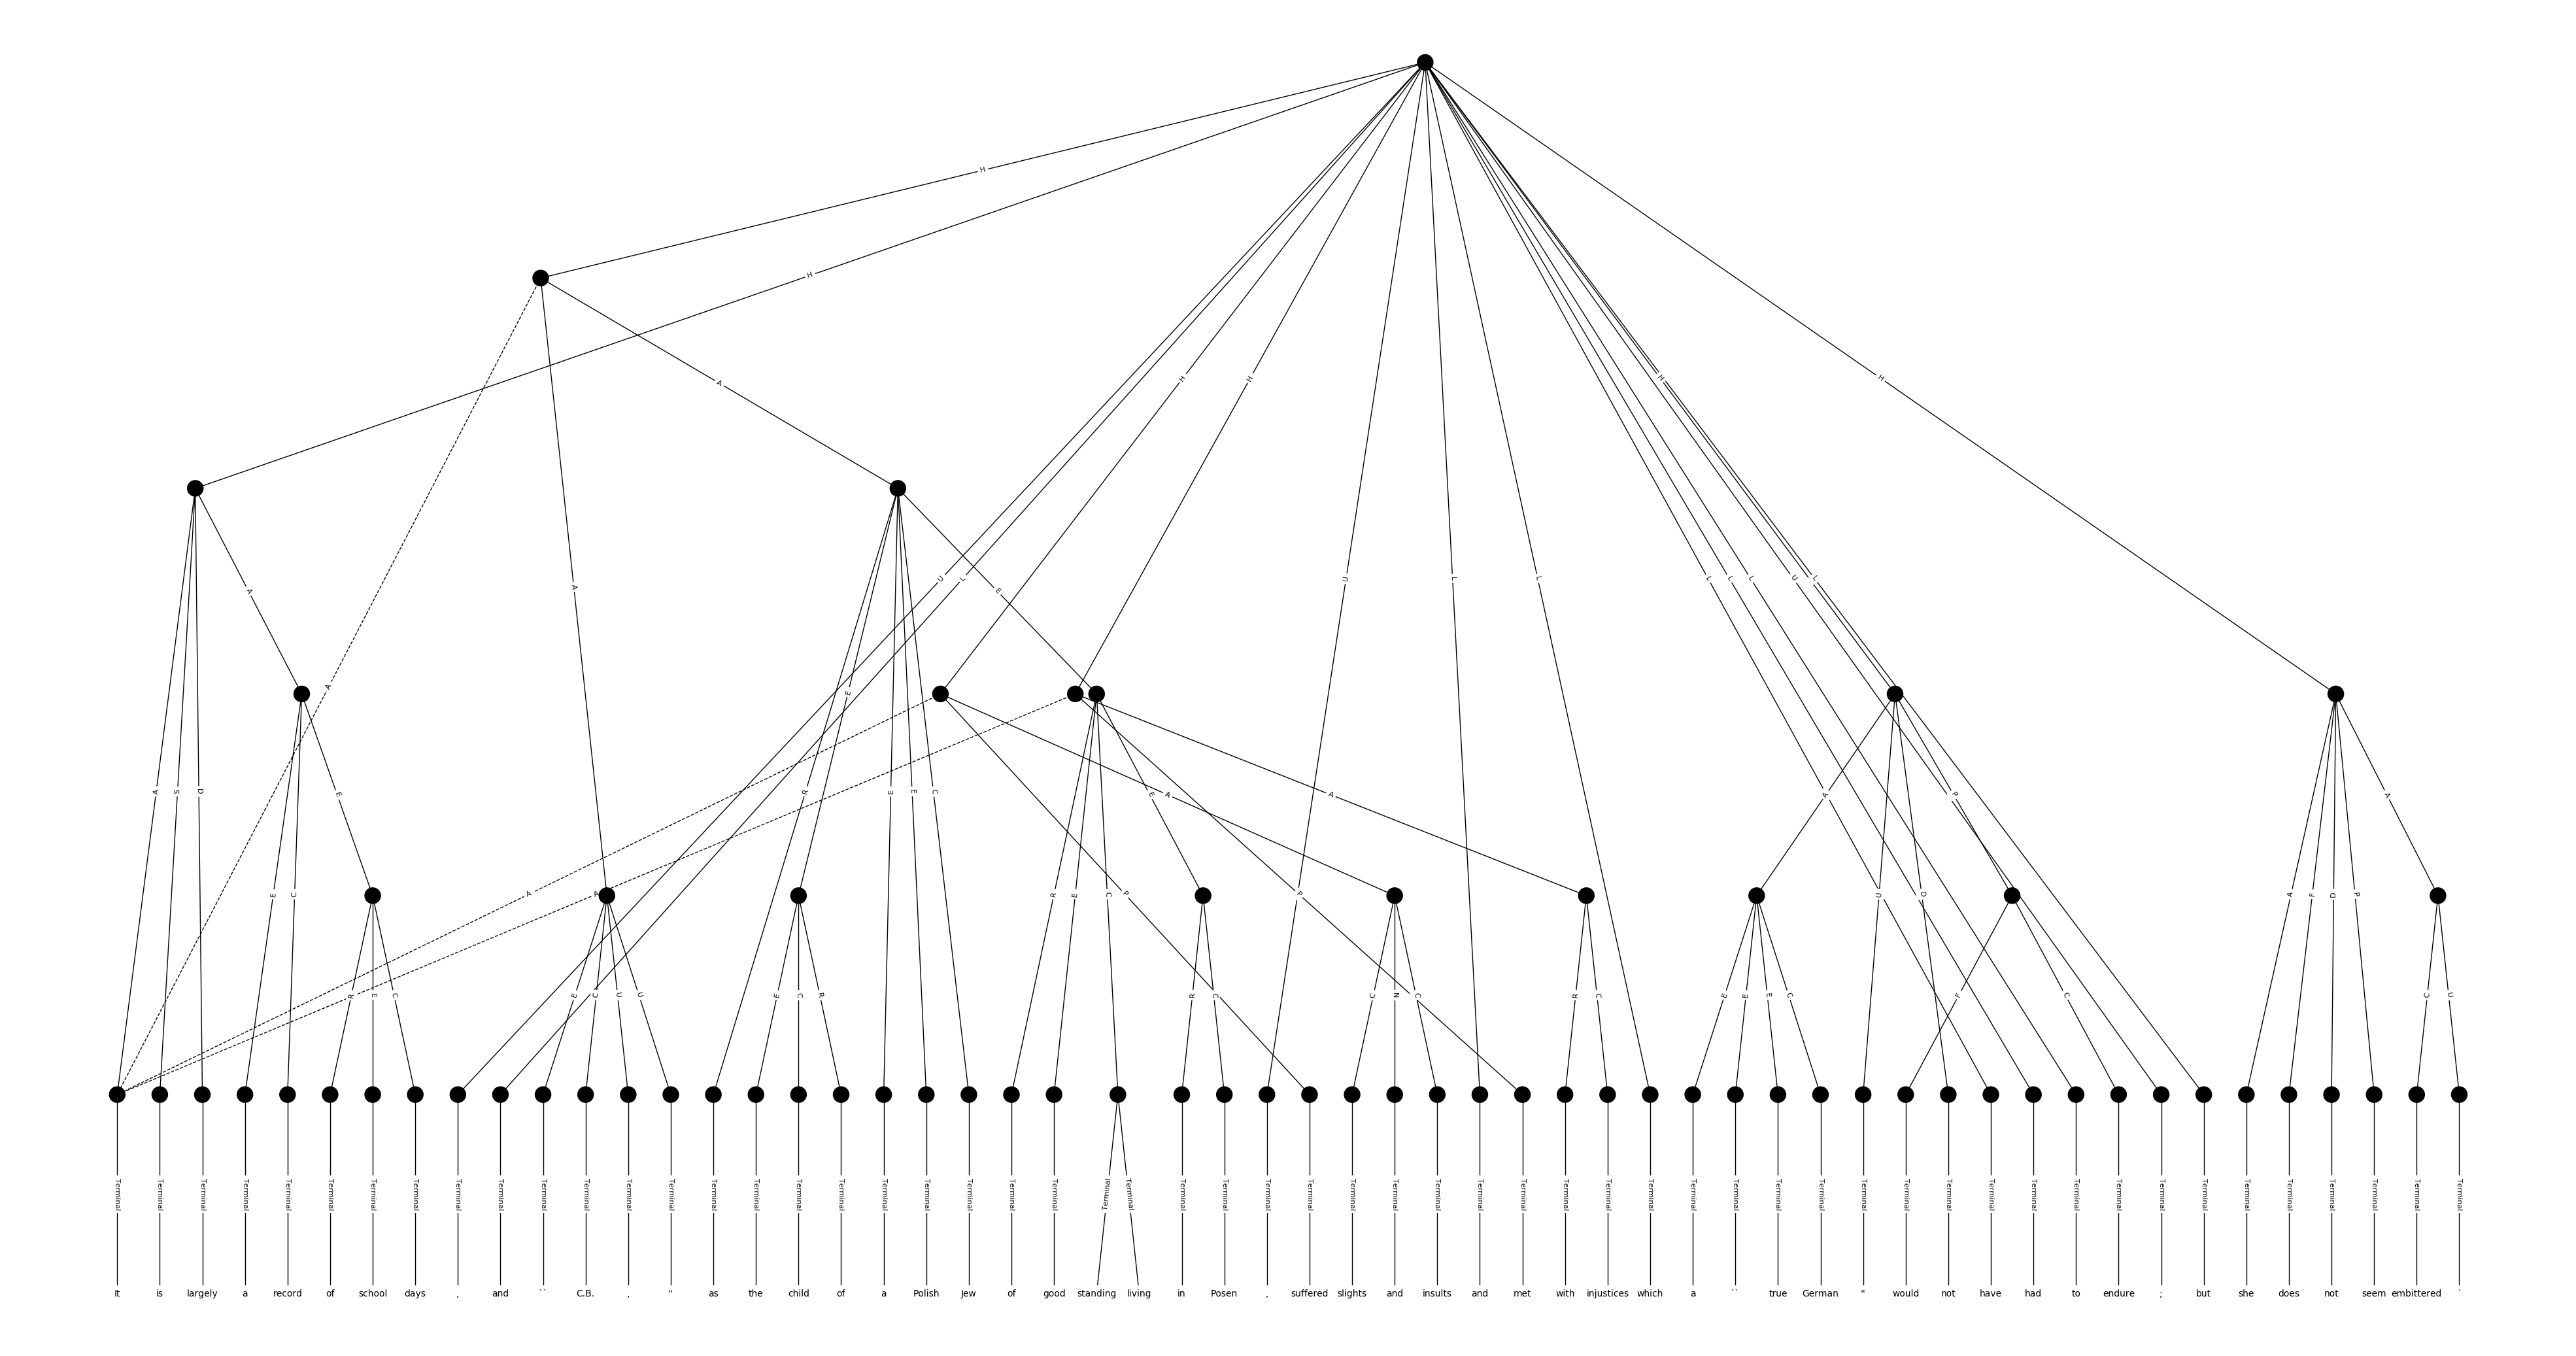 H
H
H H H H
A
U L U L L L L L U L
A A E
A E
A S D E R E E C A A P A
E C A A R E C P P U D A F D P
R E C E C U U E C R R C C N C R C E E E C F C C U
Terminal Terminal Terminal Terminal Terminal Terminal Terminal Terminal Terminal Terminal Terminal Terminal Terminal Terminal Terminal Terminal Terminal Terminal Terminal Terminal Terminal Terminal Terminal Terminal Terminal Terminal Terminal Terminal Terminal Terminal Terminal Terminal Terminal Terminal Terminal Terminal Terminal Terminal Terminal Terminal Terminal Terminal Terminal Terminal Terminal Terminal Terminal Terminal Terminal Terminal Terminal Terminal Terminal Terminal Terminal Terminal
It is largely a record of school days , and `` C.B. , " as the child of a Polish Jew of good standing living in Posen , suffered slights and insults and met with injustices which a `` true German " would not have had to endure ; but she does not seem embittered .